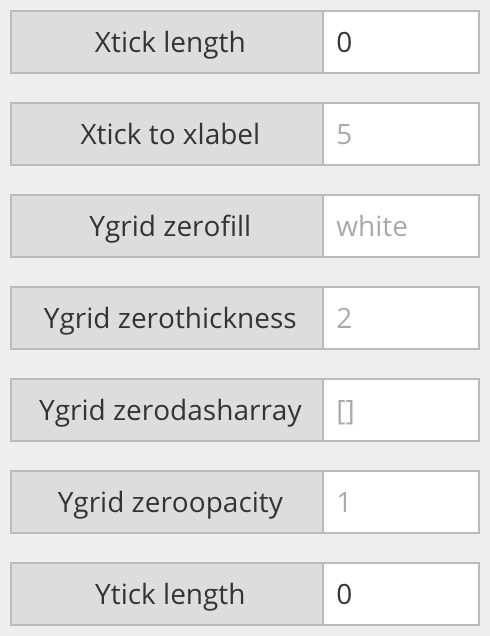 Xtick length 0
Xtick to xlabel 5
Ygrid zerofill white
Ygrid zerothickness 2
Ygrid zerodasharray []
Ygrid zeroopacity 1
Ytick length 0